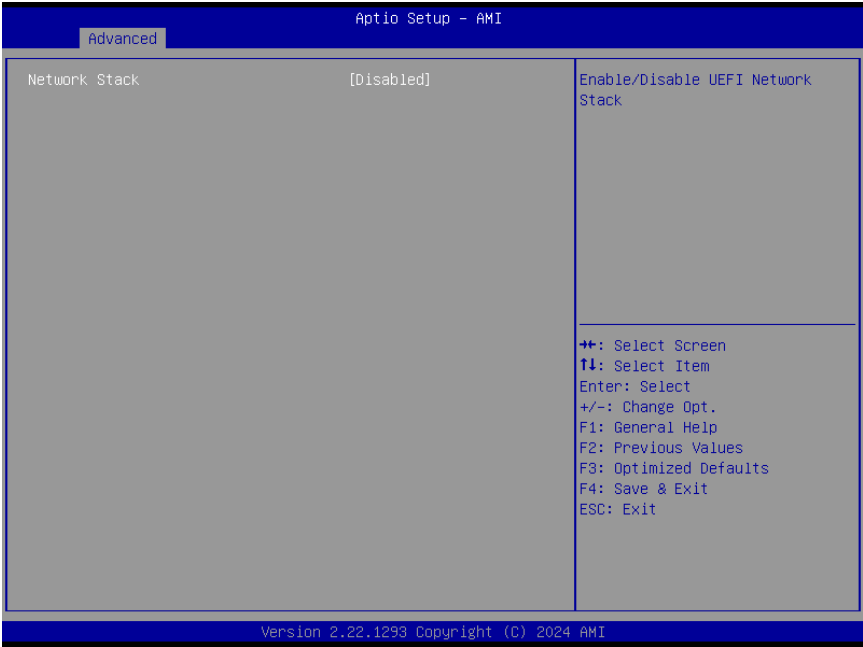 Aptio Setup – AMI
Advanced
Network Stack [Disabled]
Enable/Disable UEFI Network
Stack
→←: Select Screen
↑↓: Select Item
Enter: Select
+/-: Change Opt.
F1: General Help
F2: Previous Values
F3: Optimized Defaults
F4: Save & Exit
ESC: Exit
Version 2.22.1293 Copyright (C) 2024 AMI